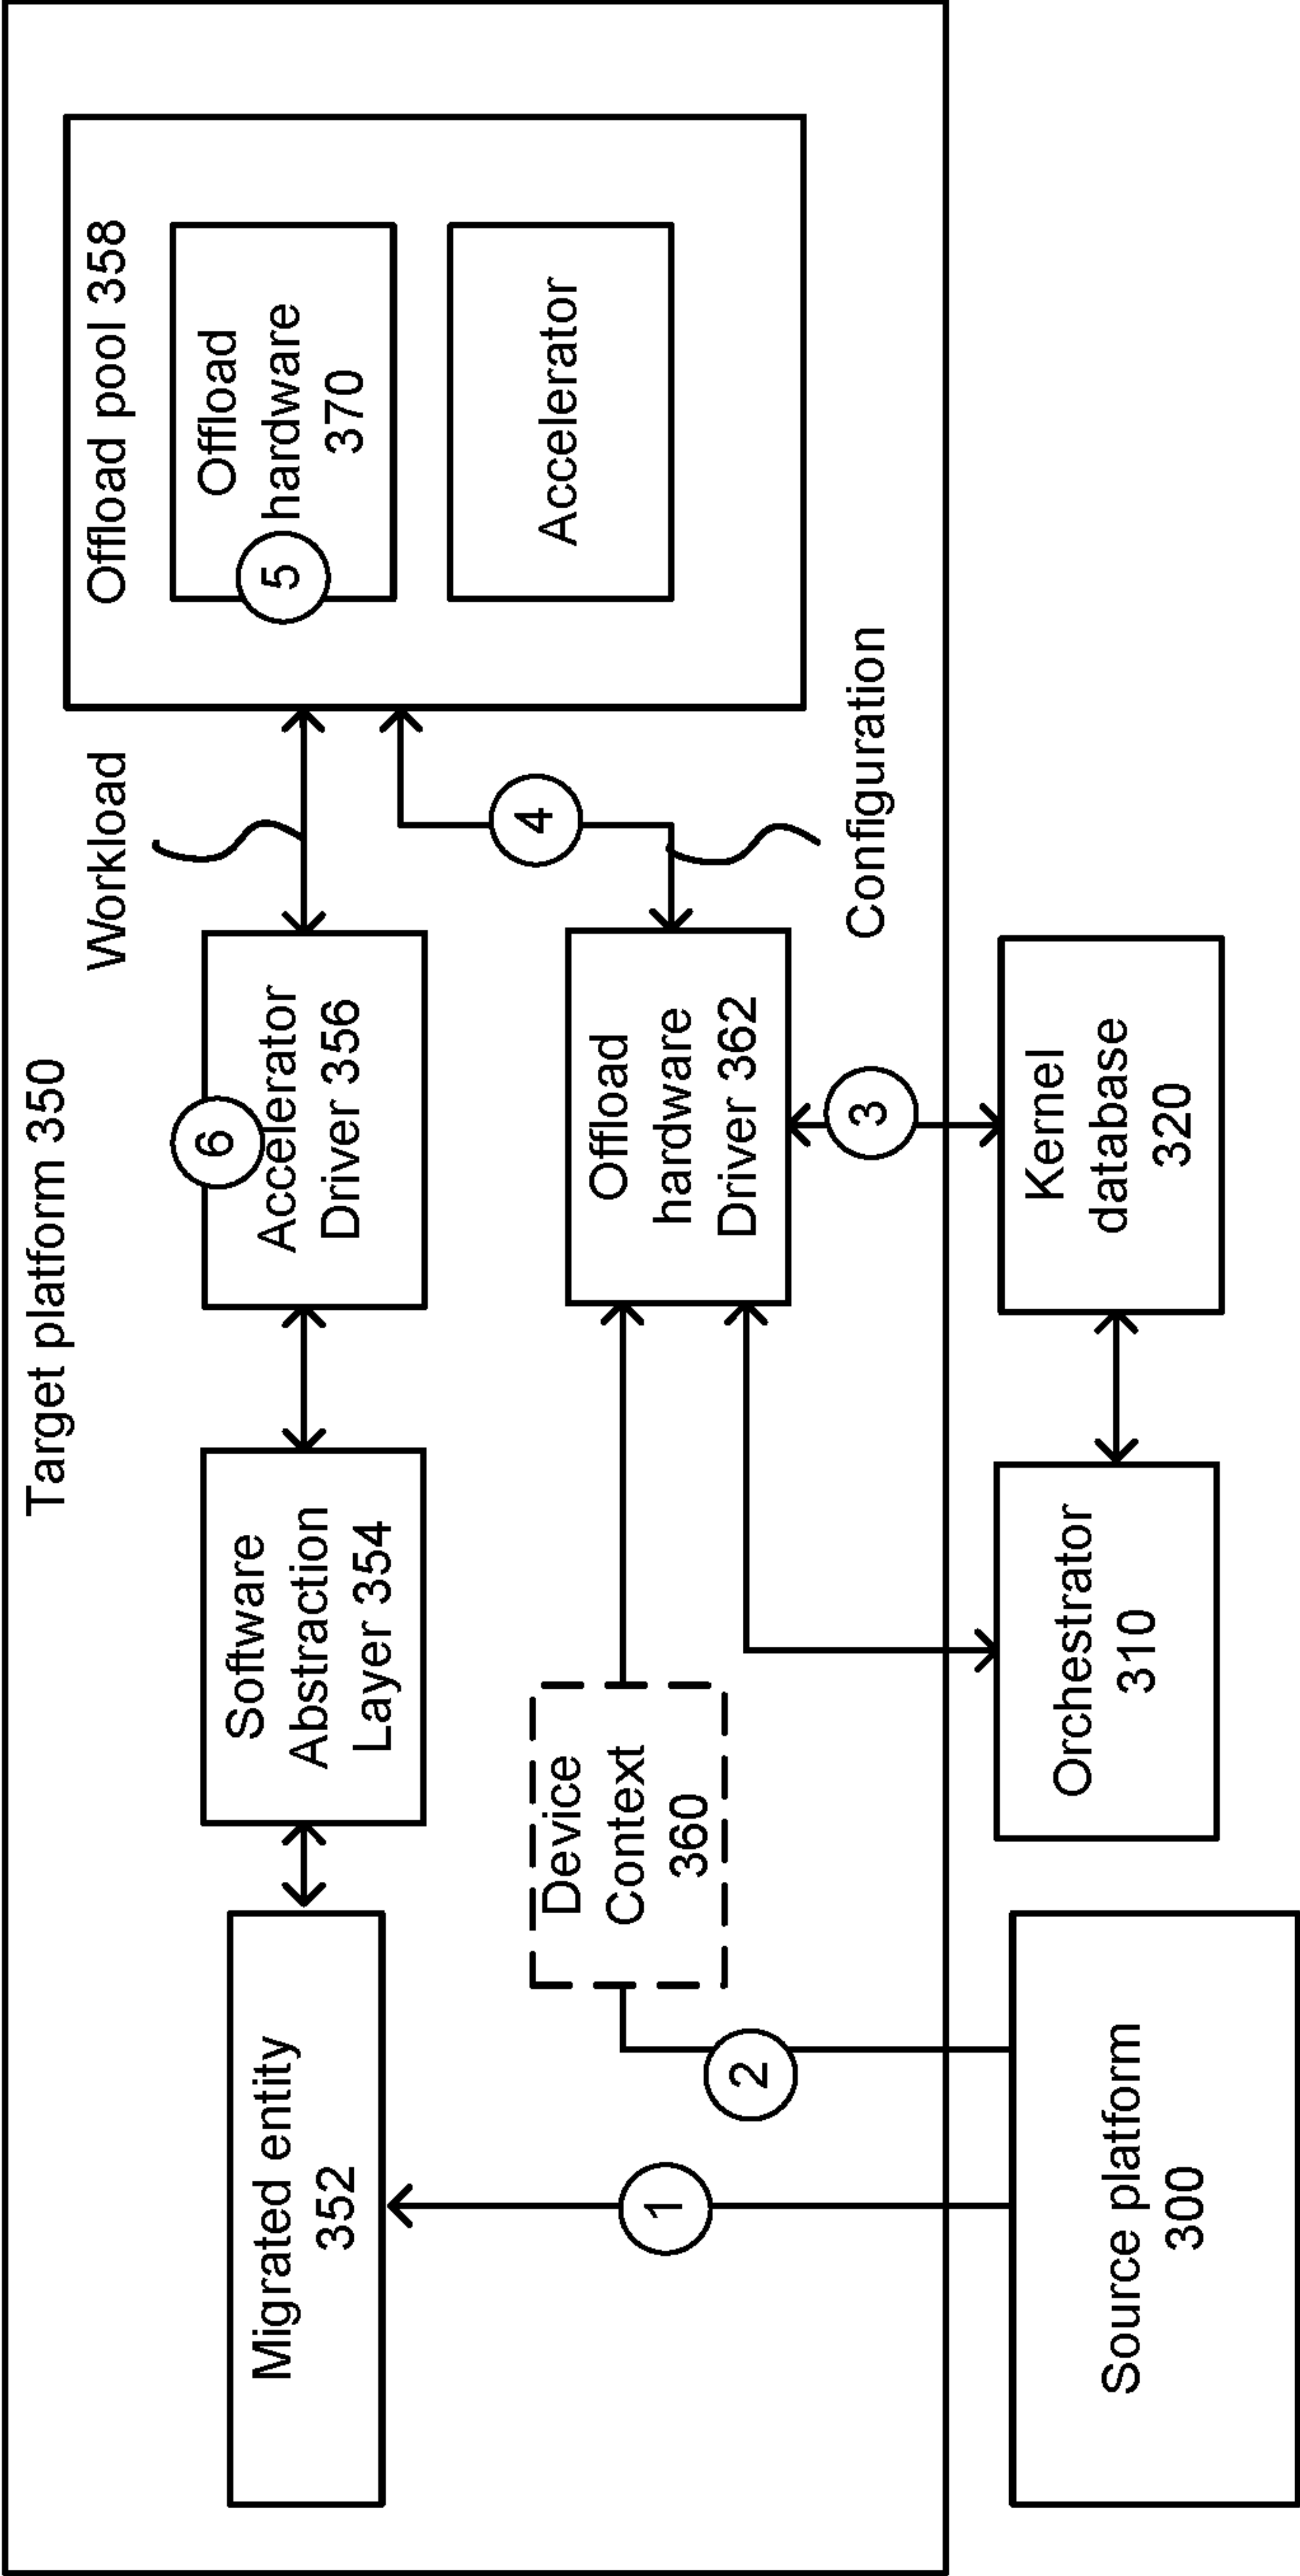 Target platform 350
Migrated entity
352
Software
Abstraction
Layer 354
6
Accelerator
Driver 356
Workload
Offload pool 358
Offload
hardware
370
5
Accelerator
1
2
Device
Context
360
Offload
hardware
Driver 362
4
Configuration
3
Source platform
300
Orchestrator
310
Kernel
database
320